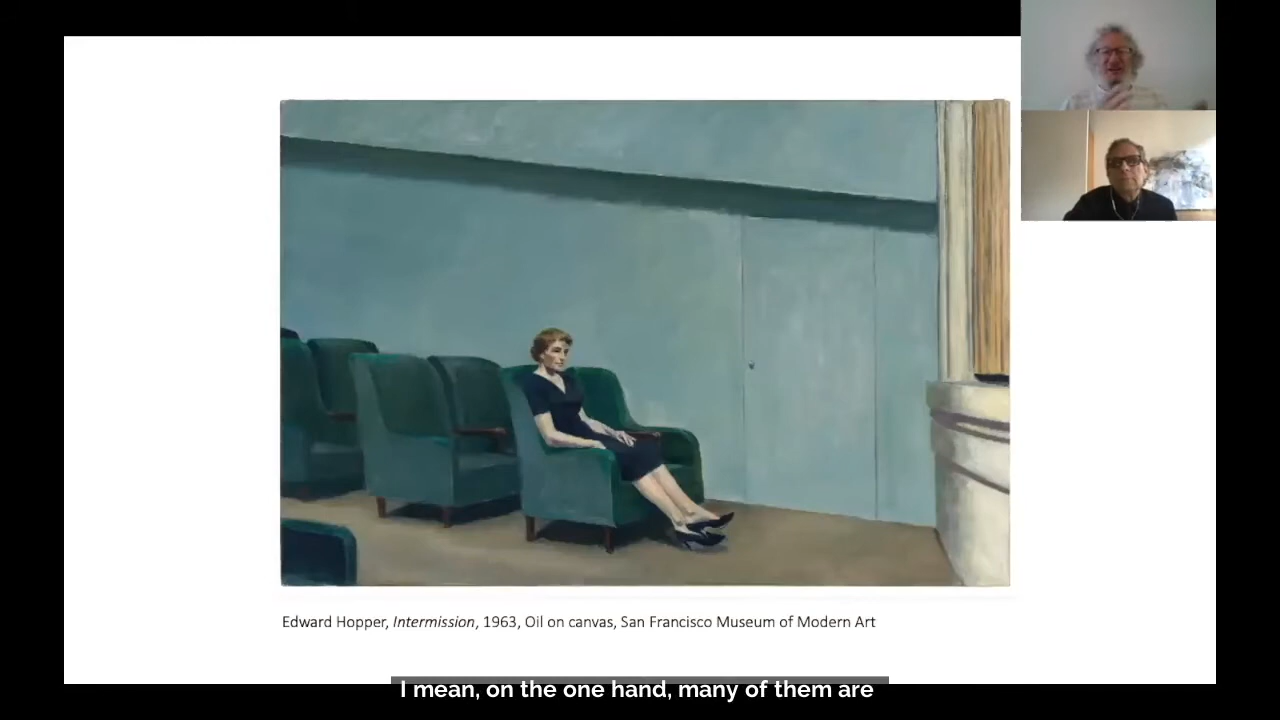 Edward Hopper, Intermission, 1963, Oil on canvas, San Francisco Museum of Modern Art
I mean, on the one hand, many of them are